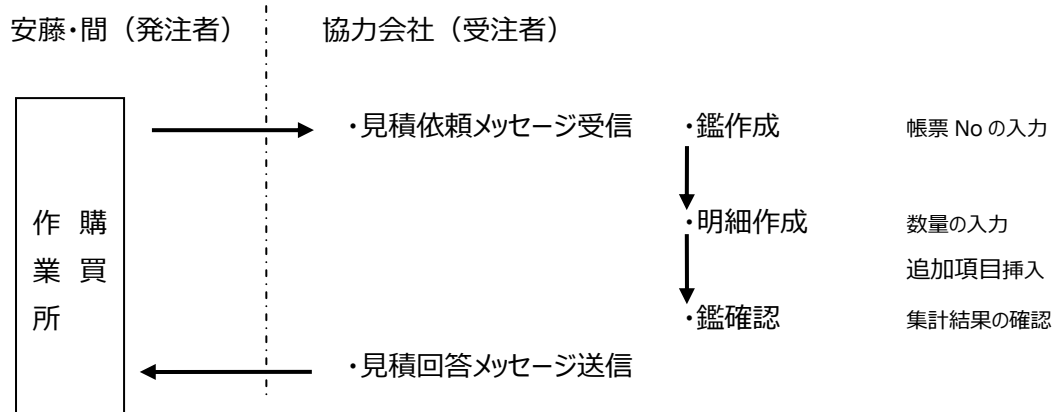 安藤・間（発注者）
協力会社（受注者）
・見積依頼メッセージ受信
・鑑作成
帳票 No の入力
購買
作業所
・明細作成
数量の入力
追加項目挿入
・鑑確認
集計結果の確認
・見積回答メッセージ送信